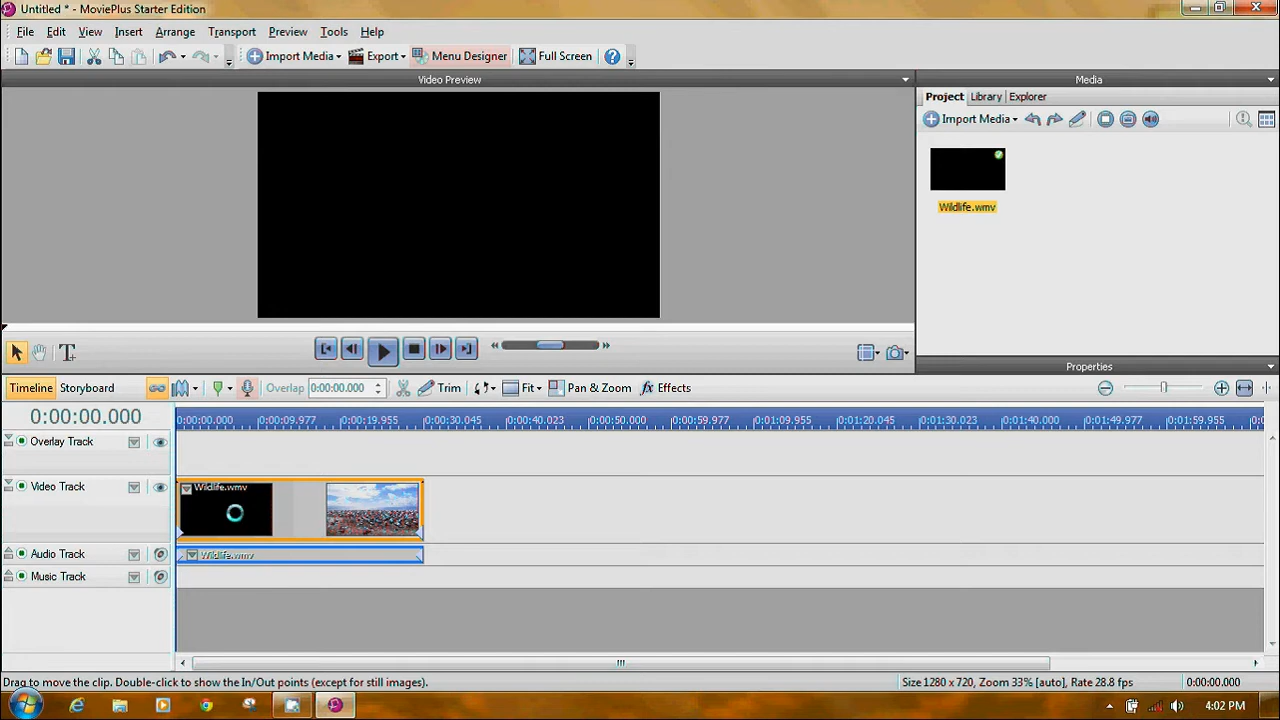 Untitled * - MoviePlus Starter Edition
File Edit View Insert Arrange Transport Preview Tools Help
Import Media Export Menu Designer Full Screen
Video Preview
Media
Project Library Explorer
Import Media
Wildlife.wmv
Properties
Timeline Storyboard Overlap 0:00:00.000 Trim Fit Pan & Zoom fx Effects
0:00:00.000
0:00:00.000 0:00:09.977 0:00:19.955 0:00:30.045 0:00:40.023 0:00:50.000 0:00:59.977 0:01:09.955 0:01:20.045 0:01:30.023 0:01:40.000 0:01:49.977 0:01:59.955
Overlay Track
Video Track
Wildlife.wmv
Audio Track
Wildlife.wmv
Music Track
Drag to move the clip. Double-click to show the In/Out points (except for still images).
Size 1280 x 720, Zoom 33% [auto], Rate 28.8 fps
0:00:00.000
4:02 PM